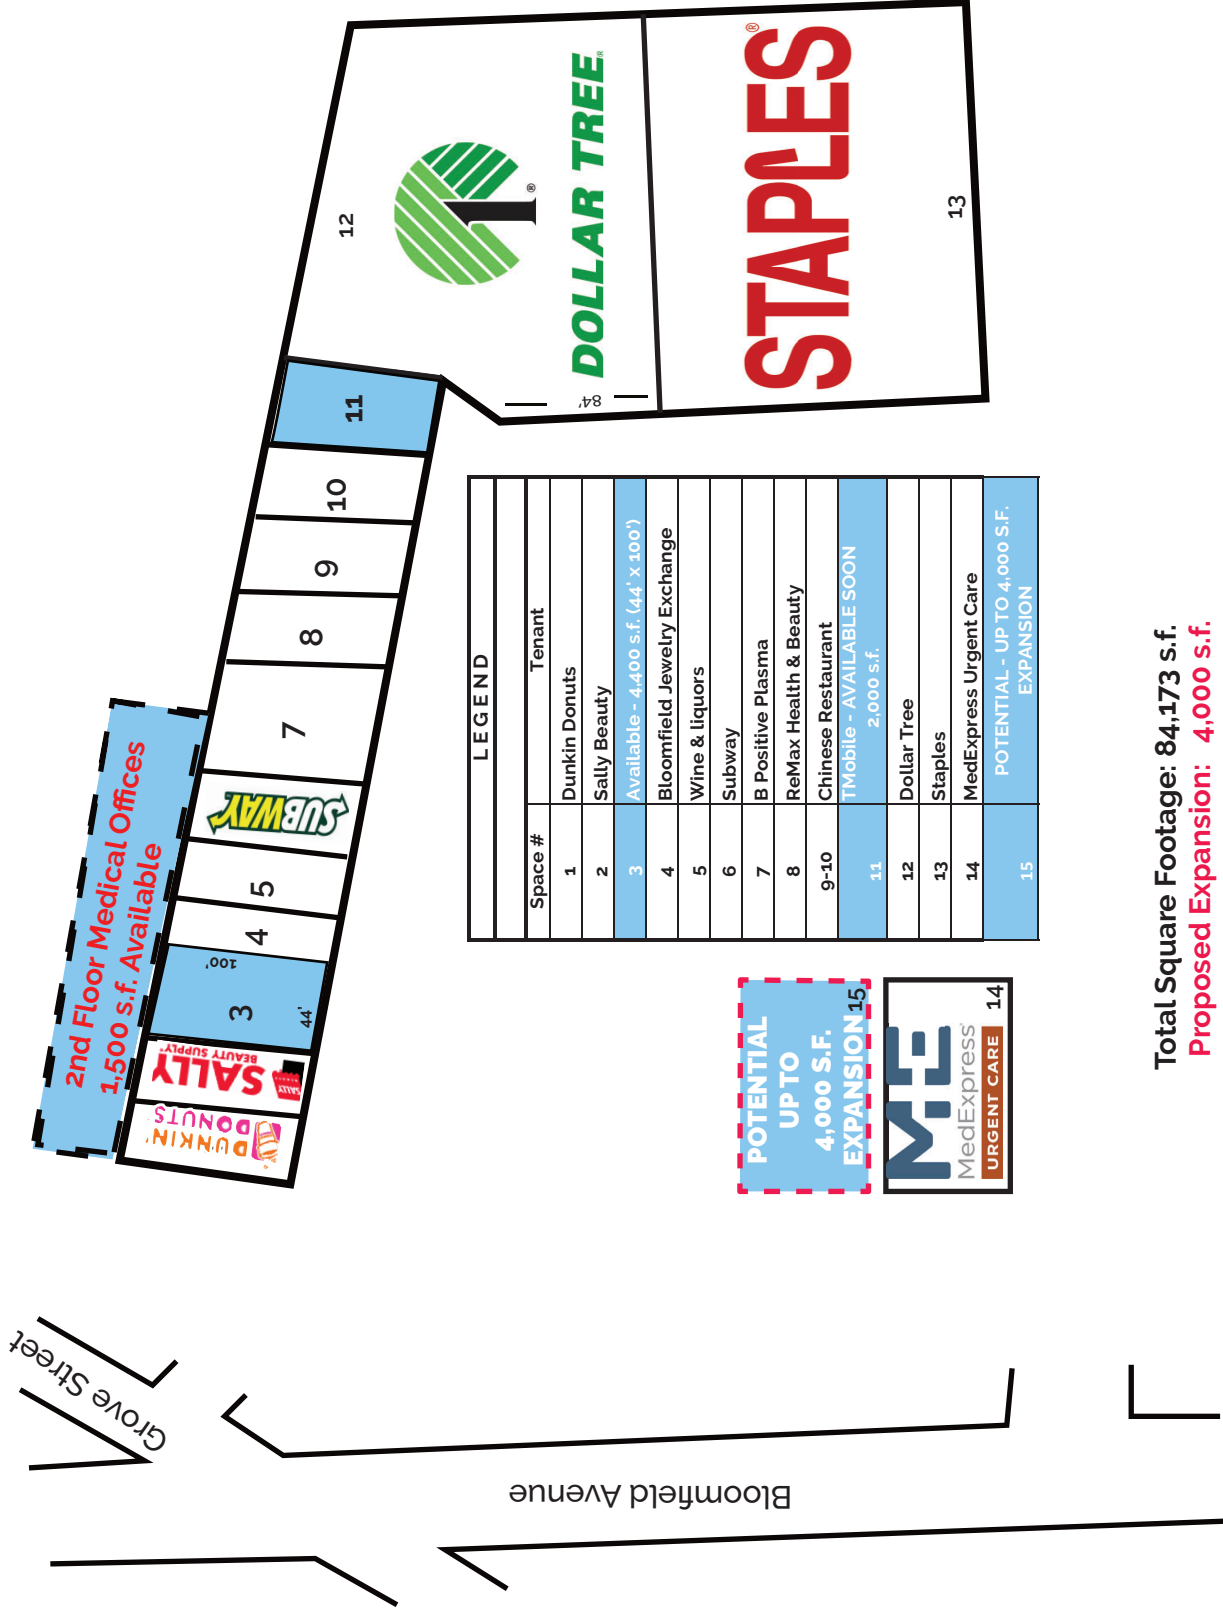 2nd Floor Medical Offices
1,500 s.f. Available
DUNKIN'
DONUTS
SALLY
BEAUTY SUPPLY
SALLY
3
100'
44'
4
5
SUBWAY
7
8
9
10
11
12
1
DOLLAR TREE
84'
STAPLES
13
LEGEND
Space # Tenant
1 Dunkin Donuts
2 Sally Beauty
3 Available - 4,400 s.f. (44' x 100')
4 Bloomfield Jewelry Exchange
5 Wine & liquors
6 Subway
7 B Positive Plasma
8 ReMax Health & Beauty
9-10 Chinese Restaurant
11 TMobile - AVAILABLE SOON
2,000 s.f.
12 Dollar Tree
13 Staples
14 MedExpress Urgent Care
15 POTENTIAL - UP TO 4,000 S.F.
EXPANSION
POTENTIAL
UP TO
4,000 S.F.
EXPANSION
15
ME
MedExpress®
URGENT CARE
14
Grove Street
Bloomfield Avenue
Total Square Footage: 84,173 s.f.
Proposed Expansion: 4,000 s.f.